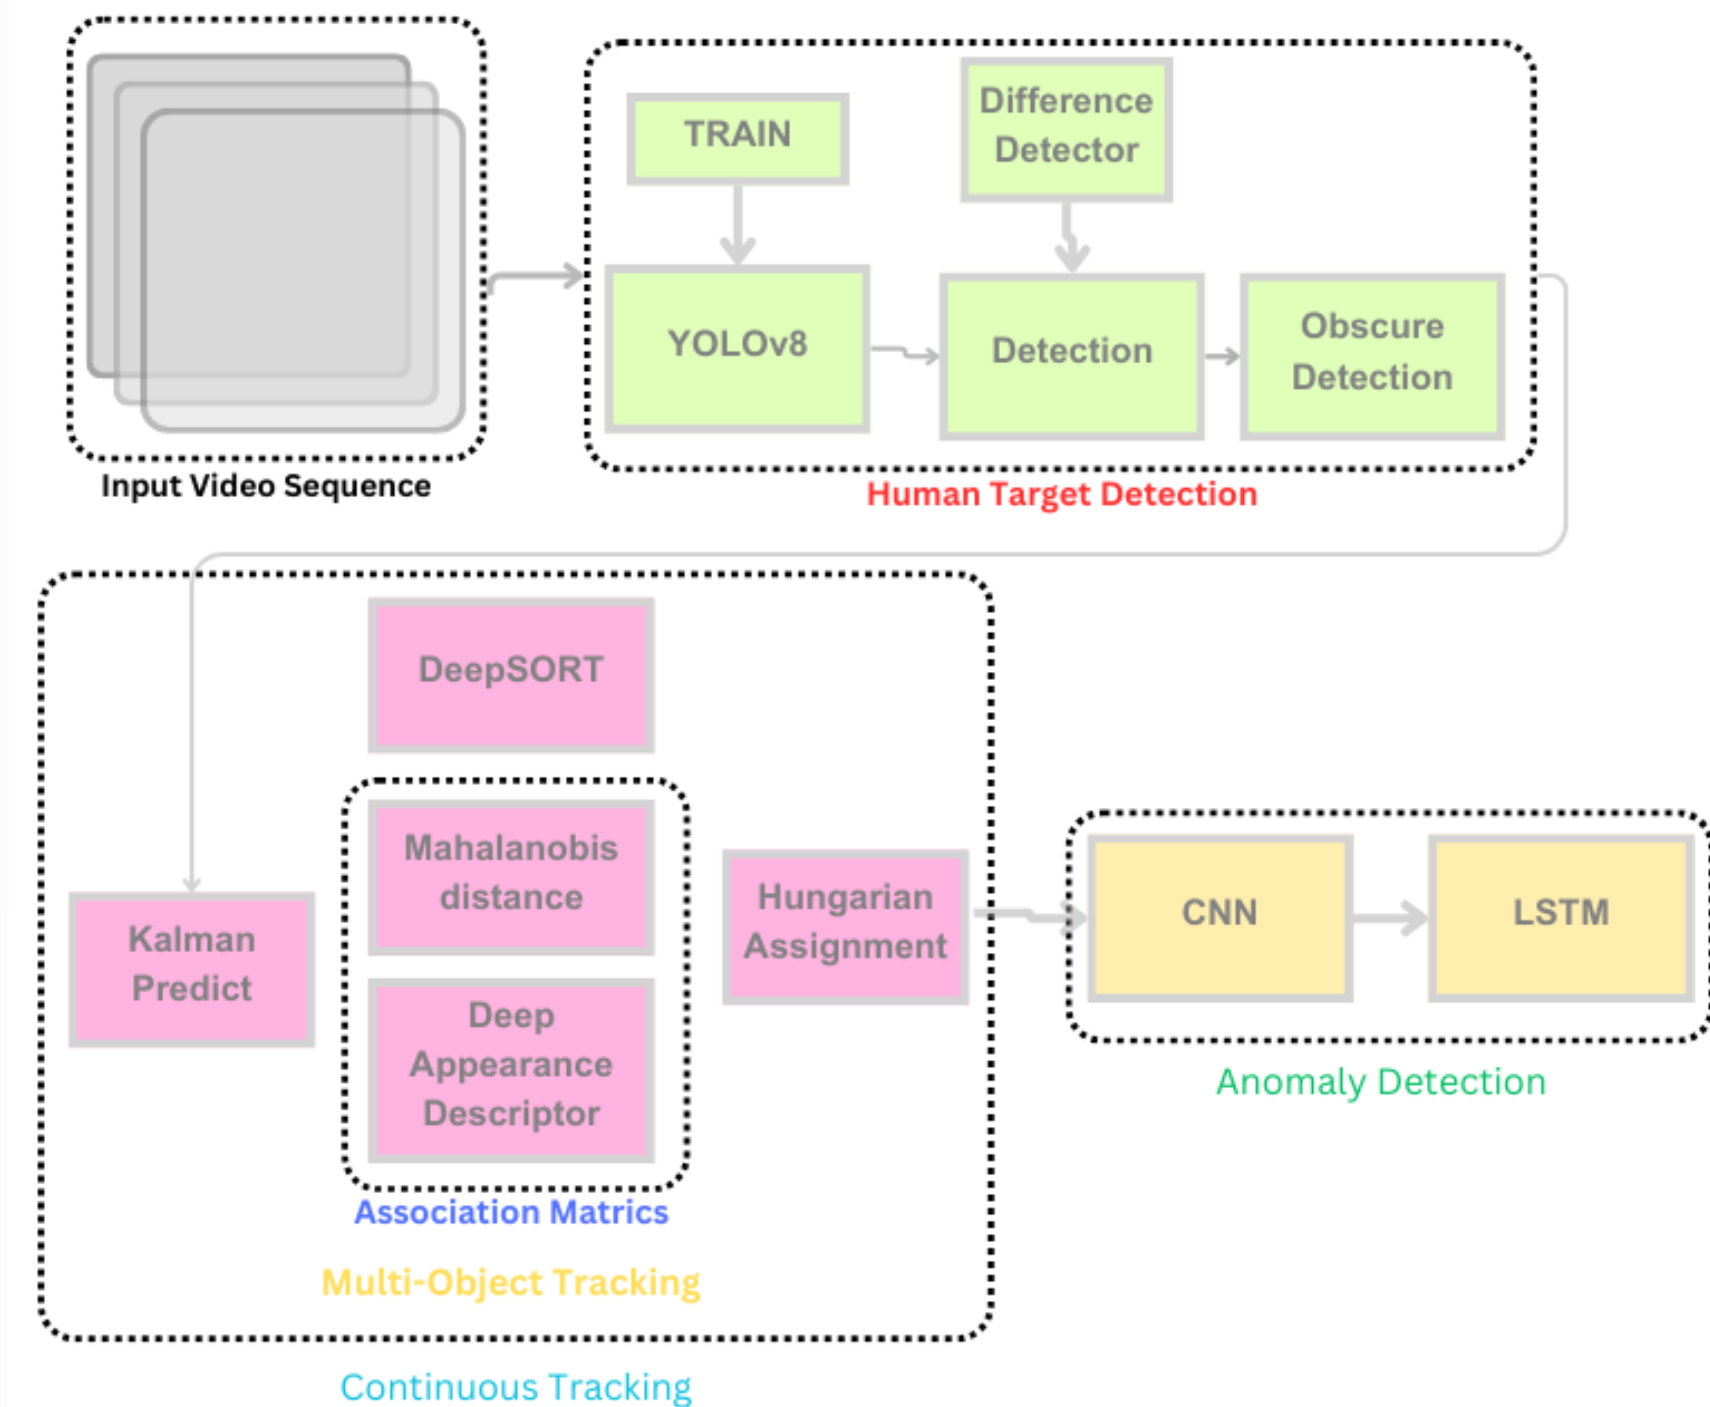 TRAIN
Difference
Detector
YOLOv8
Detection
Obscure
Detection
Input Video Sequence
Human Target Detection
DeepSORT
Mahalanobis
distance
Kalman
Predict
Deep
Appearance
Descriptor
Hungarian
Assignment
Association Matrics
Multi-Object Tracking
Continuous Tracking
CNN
LSTM
Anomaly Detection